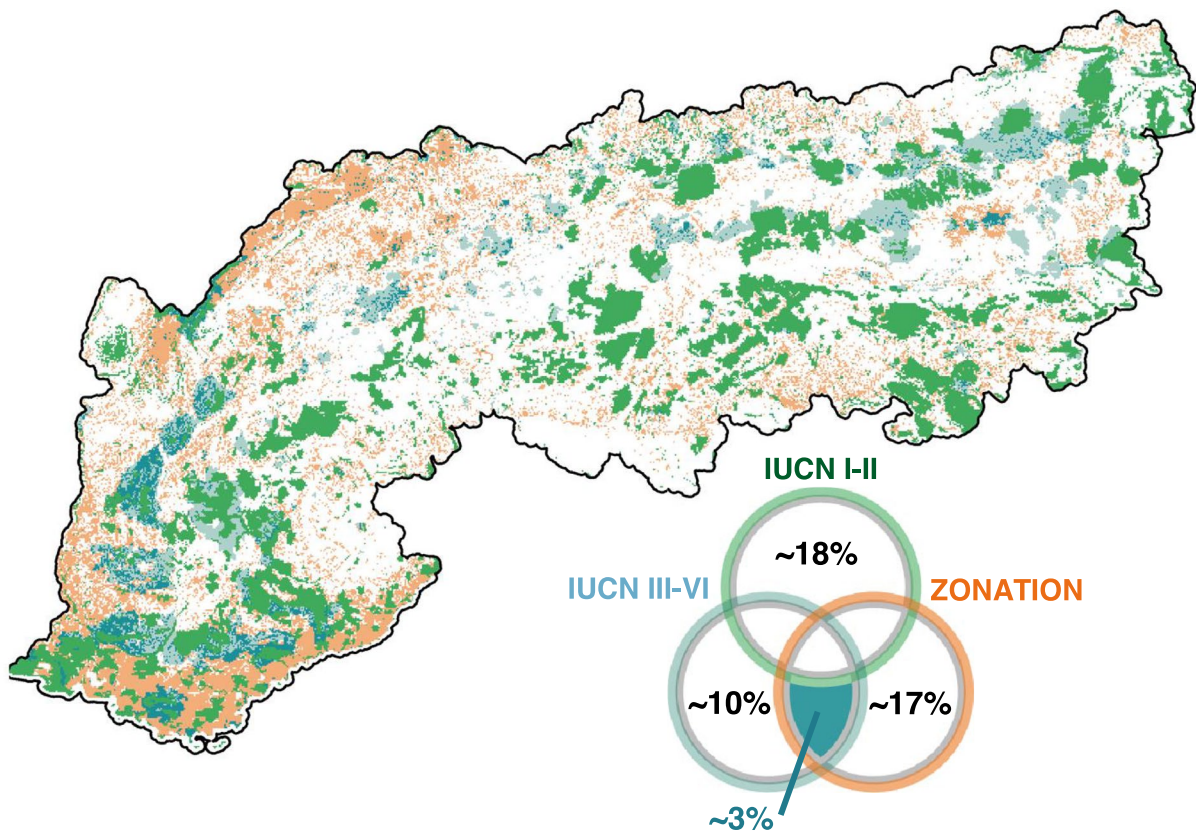 IUCN I-II
~18%
IUCN III-VI
ZONATION
~10%
~17%
~3%